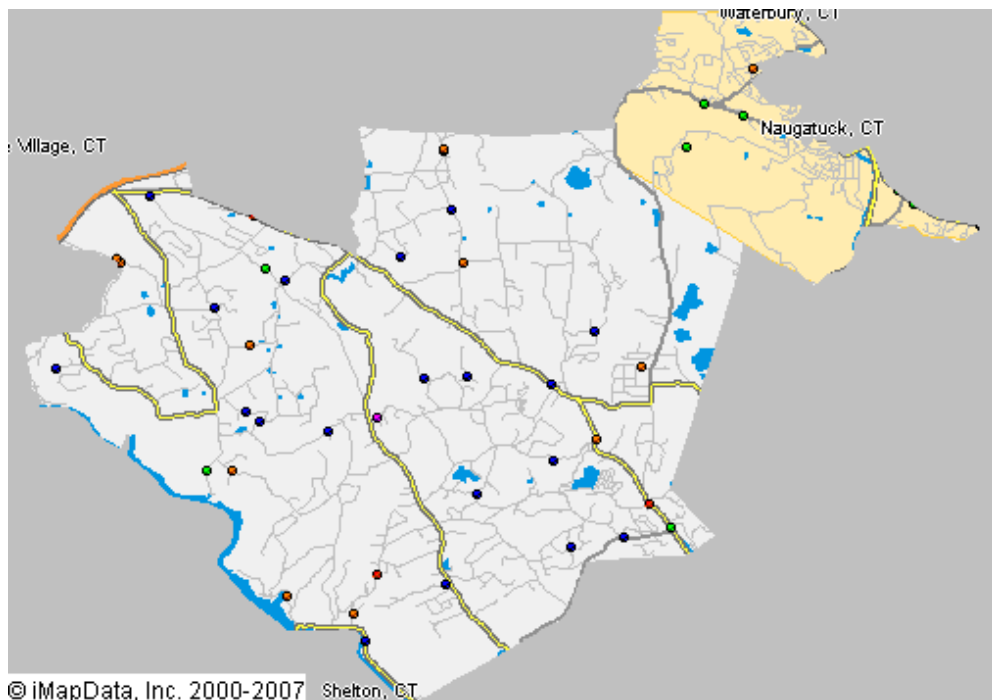 Waterbury, CT
Naugatuck, CT
Village, CT
© iMapData, Inc. 2000-2007
Shelton, CT